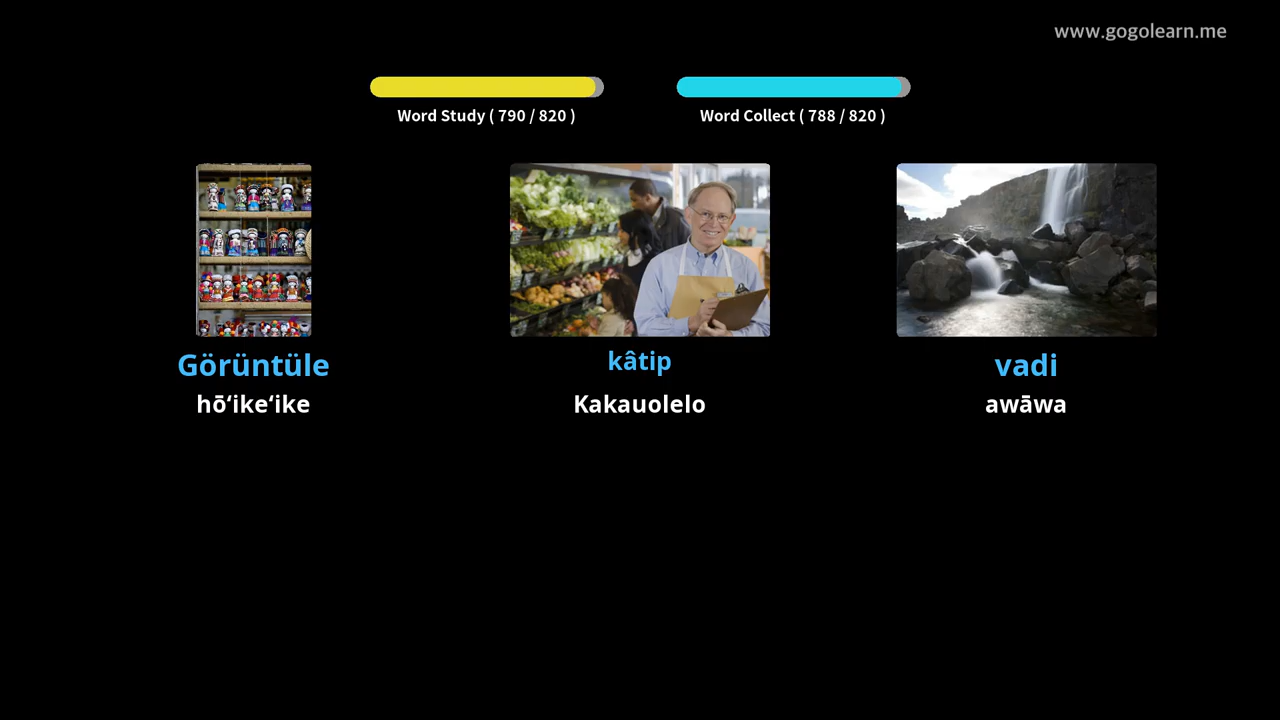 www.gogolearn.me
Word Study ( 790 / 820 )
Word Collect ( 788 / 820 )
Görüntüle
kâtip
vadi
hōʻikeʻike
Kakauolelo
awāwa